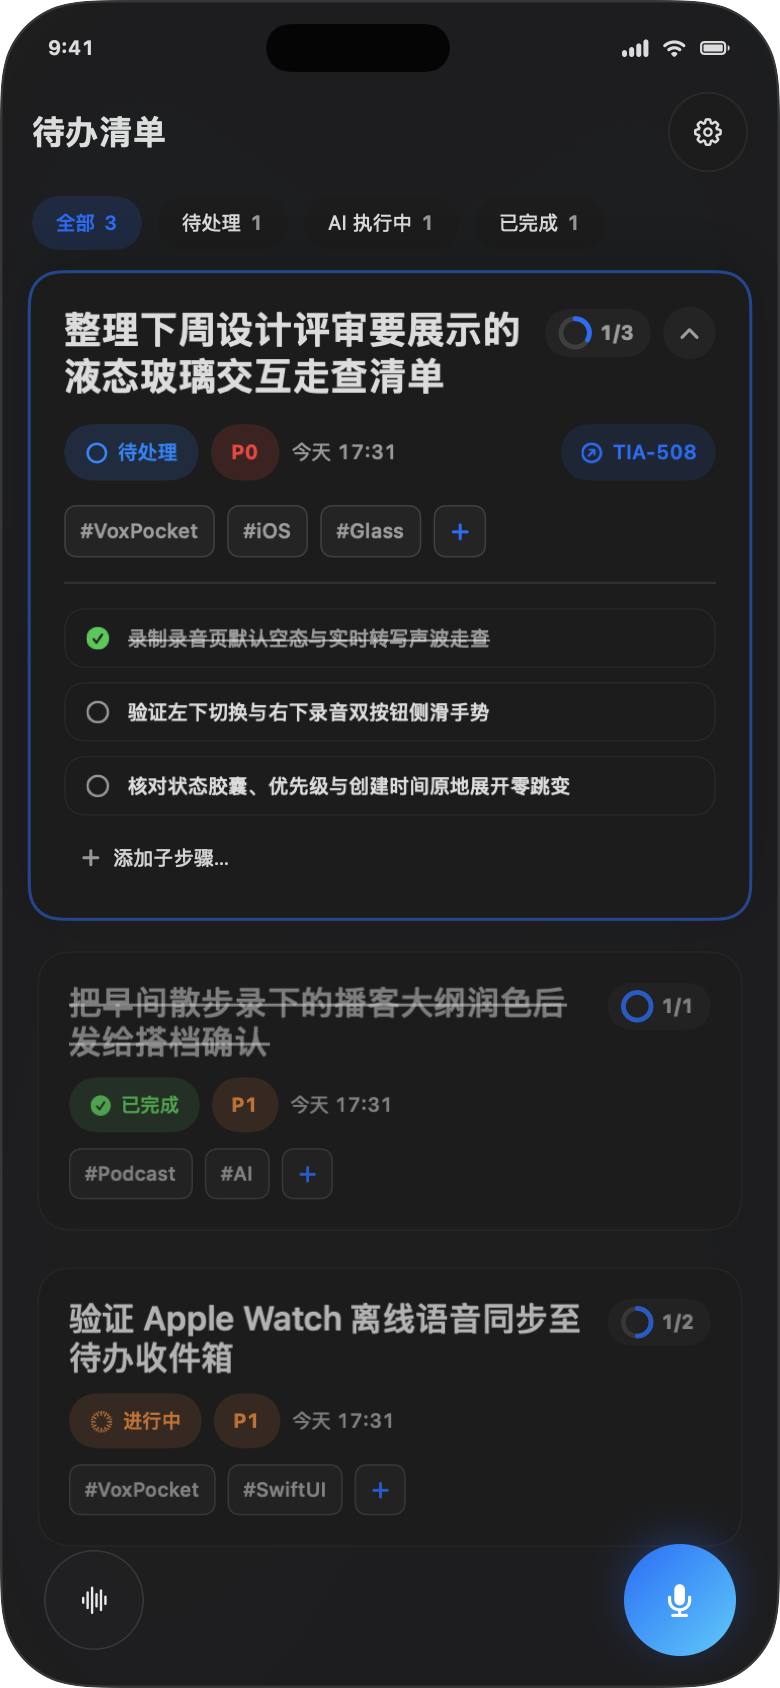 9:41
待办清单
全部 3 待处理 1 AI 执行中 1 已完成 1
整理下周设计评审要展示的
液态玻璃交互走查清单
1/3
待处理 P0 今天 17:31 TIA-508
#VoxPocket #iOS #Glass +
录制录音页默认空态与实时转写声波走查
验证左下切换与右下录音双按钮侧滑手势
核对状态胶囊、优先级与创建时间原地展开零跳变
+ 添加子步骤...
把早间散步录下的播客大纲润色后
发给搭档确认
1/1
已完成 P1 今天 17:31
#Podcast #AI +
验证 Apple Watch 离线语音同步至
待办收件箱
1/2
进行中 P1 今天 17:31
#VoxPocket #SwiftUI +